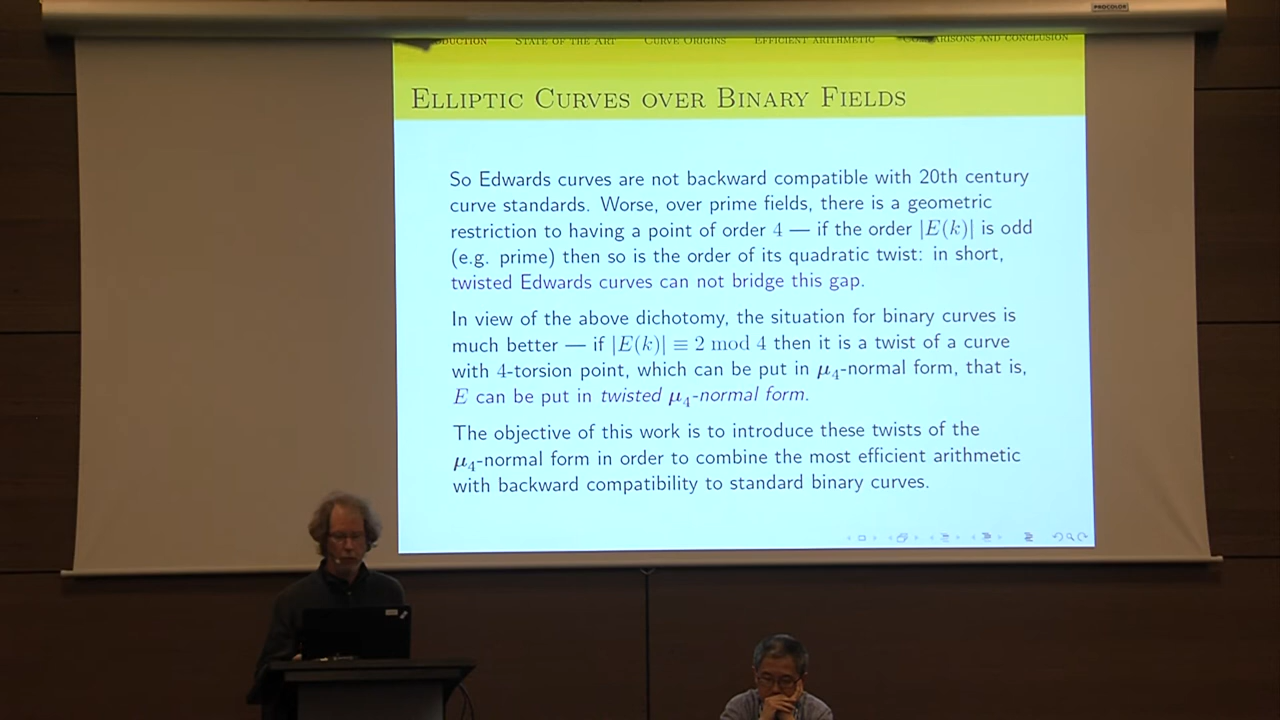 PROCOLOR
DUCTION STATE OF THE ART CURVE ORIGINS EFFICIENT ARITHMETIC COMPARISONS AND CONCLUSION
ELLIPTIC CURVES OVER BINARY FIELDS
So Edwards curves are not backward compatible with 20th century
curve standards. Worse, over prime fields, there is a geometric
restriction to having a point of order 4 — if the order |E(k)| is odd
(e.g. prime) then so is the order of its quadratic twist: in short,
twisted Edwards curves can not bridge this gap.
In view of the above dichotomy, the situation for binary curves is
much better — if |E(k)| ≡ 2 mod 4 then it is a twist of a curve
with 4-torsion point, which can be put in μ₄-normal form, that is,
E can be put in twisted μ₄-normal form.
The objective of this work is to introduce these twists of the
μ₄-normal form in order to combine the most efficient arithmetic
with backward compatibility to standard binary curves.